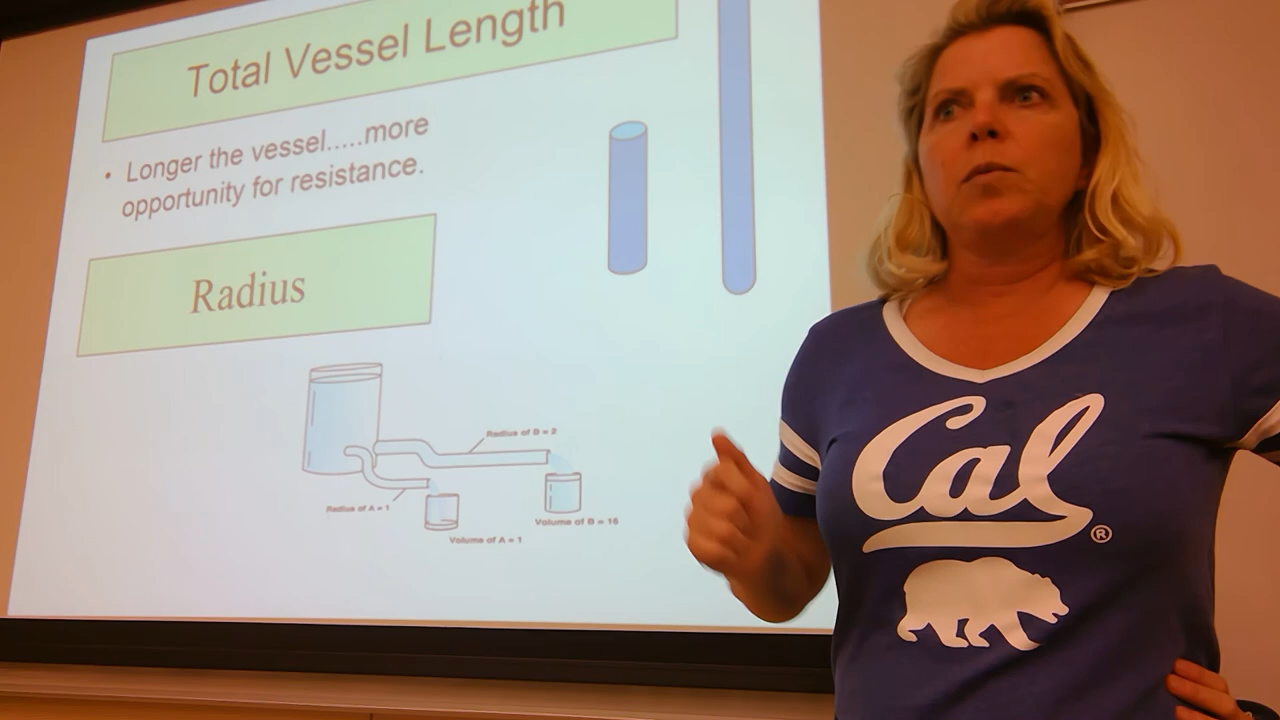 Total Vessel Length
• Longer the vessel.....more
opportunity for resistance.
Radius
Radius of B = 2
Radius of A = 1
Volume of B = 16
Volume of A = 1
Cal
®